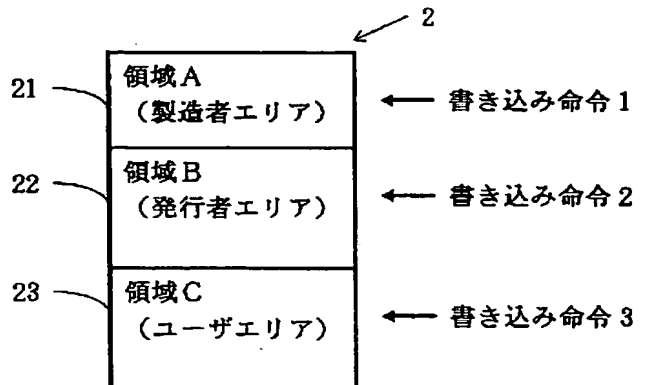 2
21
領域A
(製造者エリア)
書き込み命令1
22
領域B
(発行者エリア)
書き込み命令2
23
領域C
(ユーザエリア)
書き込み命令3